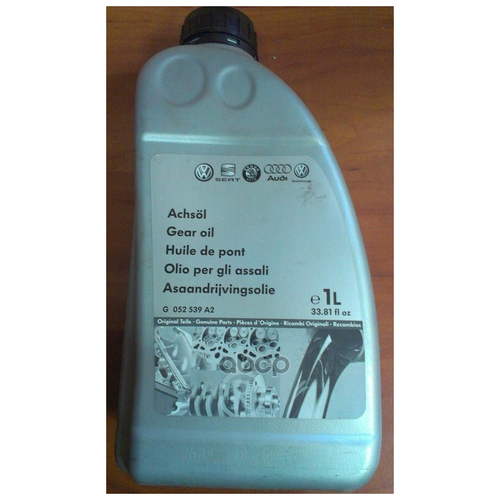 SEAT
Audi
Achsöl
Gear oil
Huile de pont
Olio per gli assali
Asaandrijvingsolie
e 1L
33.81 fl oz
G 052 539 A2
Original Teile · Genuine Parts · Pièces d'Origine · Ricambi Originali · Recambios